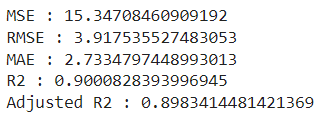 MSE : 15.34708460909192
RMSE : 3.917535527483053
MAE : 2.7334797448993013
R2 : 0.9000828393996945
Adjusted R2 : 0.8983414481421369